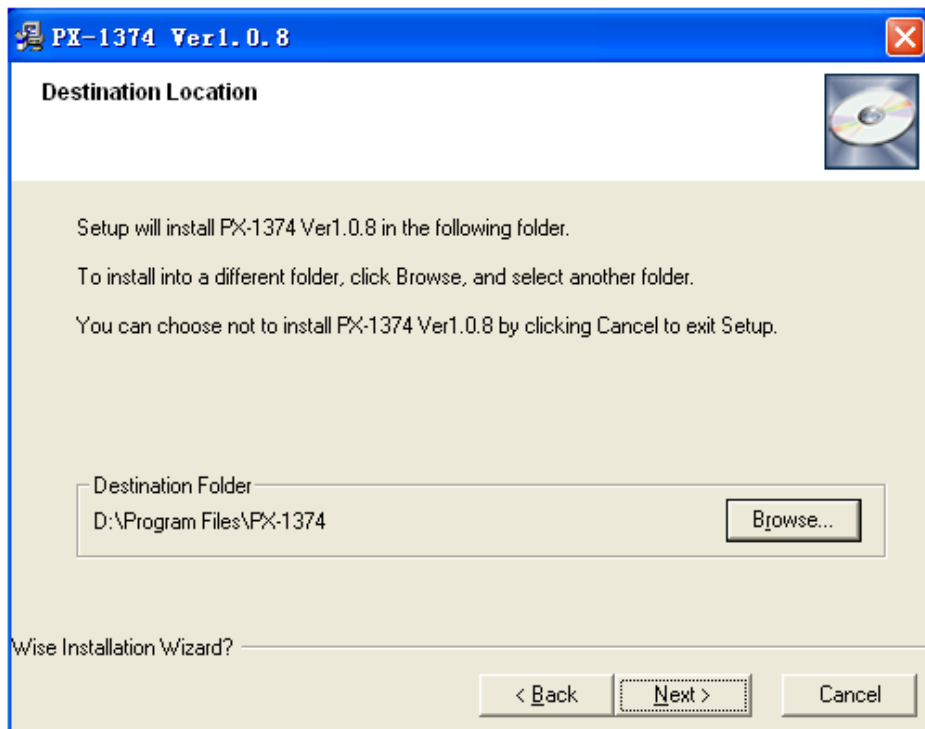 PX-1374 Ver1.0.8
Destination Location
Setup will install PX-1374 Ver1.0.8 in the following folder.
To install into a different folder, click Browse, and select another folder.
You can choose not to install PX-1374 Ver1.0.8 by clicking Cancel to exit Setup.
Destination Folder
D:\Program Files\PX-1374
Browse...
Wise Installation Wizard?
< Back
Next >
Cancel